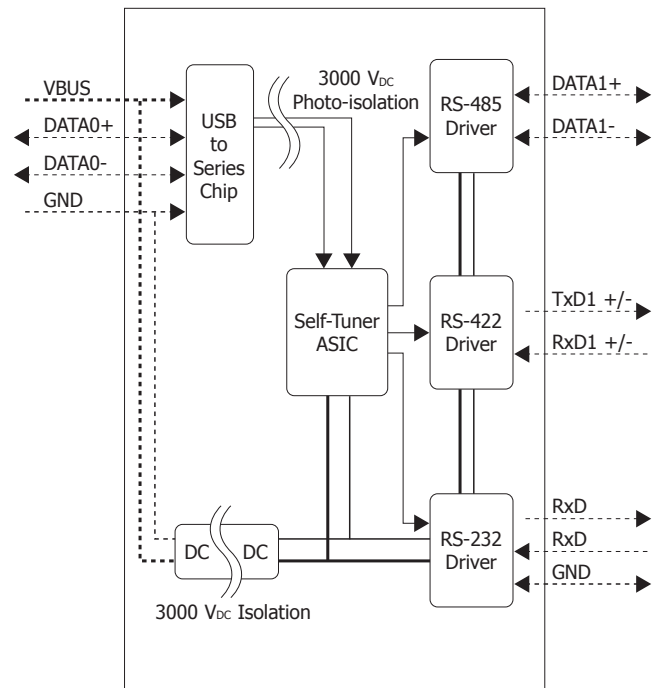 VBUS
DATA0+
DATA0-
GND
USB
to
Series
Chip
3000 VDC
Photo-isolation
RS-485
Driver
DATA1+
DATA1-
Self-Tuner
ASIC
RS-422
Driver
TxD1 +/-
RxD1 +/-
DC DC
3000 VDC Isolation
RS-232
Driver
RxD
RxD
GND